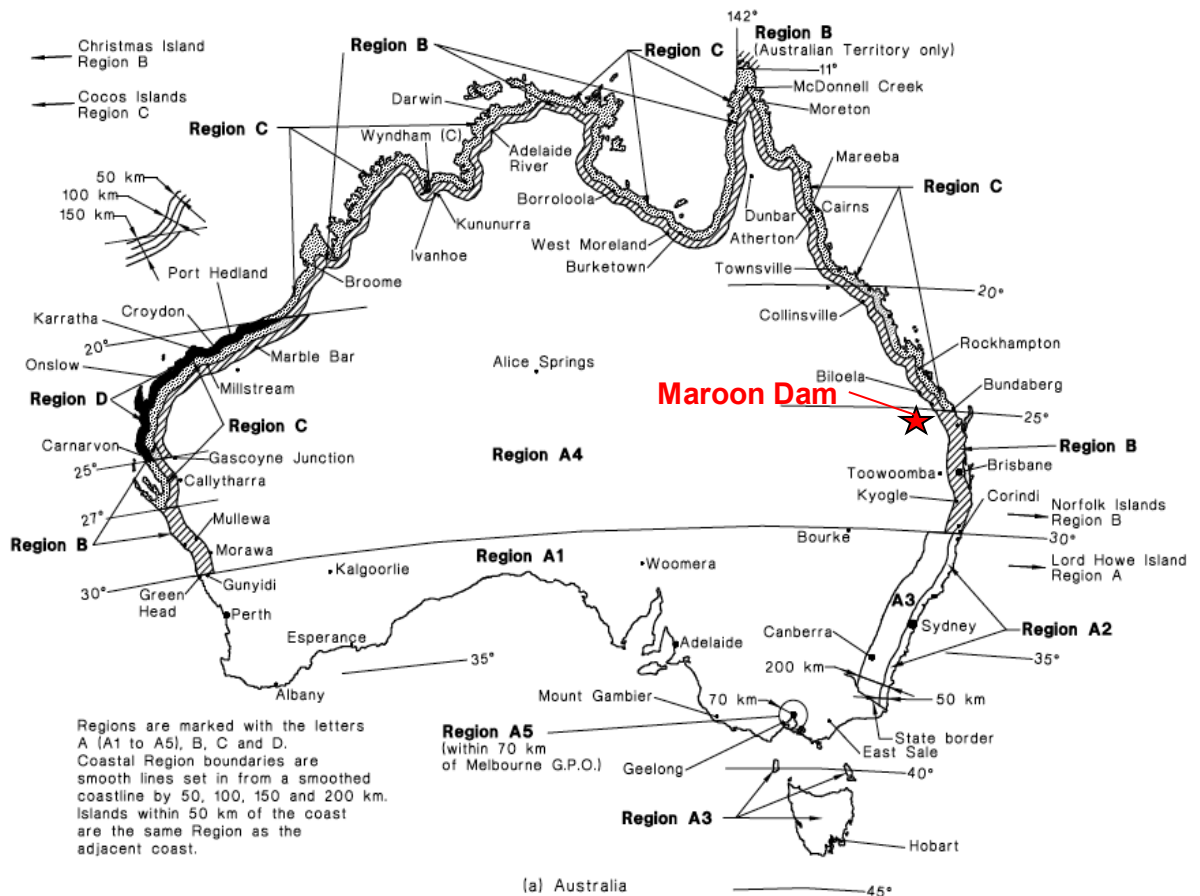 142°
Region B
(Australian Territory only)
11°
Christmas Island
Region B
Cocos Islands
Region C
Region B
Region C
McDonnell Creek
Moreton
Darwin
Region C
Wyndham (C)
Adelaide
River
Mareeba
Region C
50 km
100 km
150 km
Kununurra
Ivanhoe
Borroloola
West Moreland
Burketown
Dunbar
Atherton
Cairns
Townsville
20°
Collinsville
Port Hedland
Broome
Croydon
Karratha
20°
Onslow
Marble Bar
Millstream
Region D
Region C
Alice Springs
Rockhampton
Biloela
Bundaberg
Maroon Dam
25°
Carnarvon
25°
Gascoyne Junction
Callytharra
Region A4
Region B
Toowoomba
Brisbane
Kyogle
Corindi
Norfolk Islands
Region B
27°
Mullewa
Region B
Morawa
Bourke
30°
Region A1
Gunyidi
30°
Green
Head
Kalgoorlie
Woomera
Lord Howe Island
Region A
Perth
A3
Sydney
Region A2
Esperance
Adelaide
Canberra
35°
35°
200 km
50 km
Albany
Mount Gambier
70 km
Region A5
(within 70 km
of Melbourne G.P.O.)
Geelong
State border
East Sale
40°
Regions are marked with the letters
A (A1 to A5), B, C and D.
Coastal Region boundaries are
smooth lines set in from a smoothed
coastline by 50, 100, 150 and 200 km.
Islands within 50 km of the coast
are the same Region as the
adjacent coast.
Region A3
Hobart
(a) Australia
45°